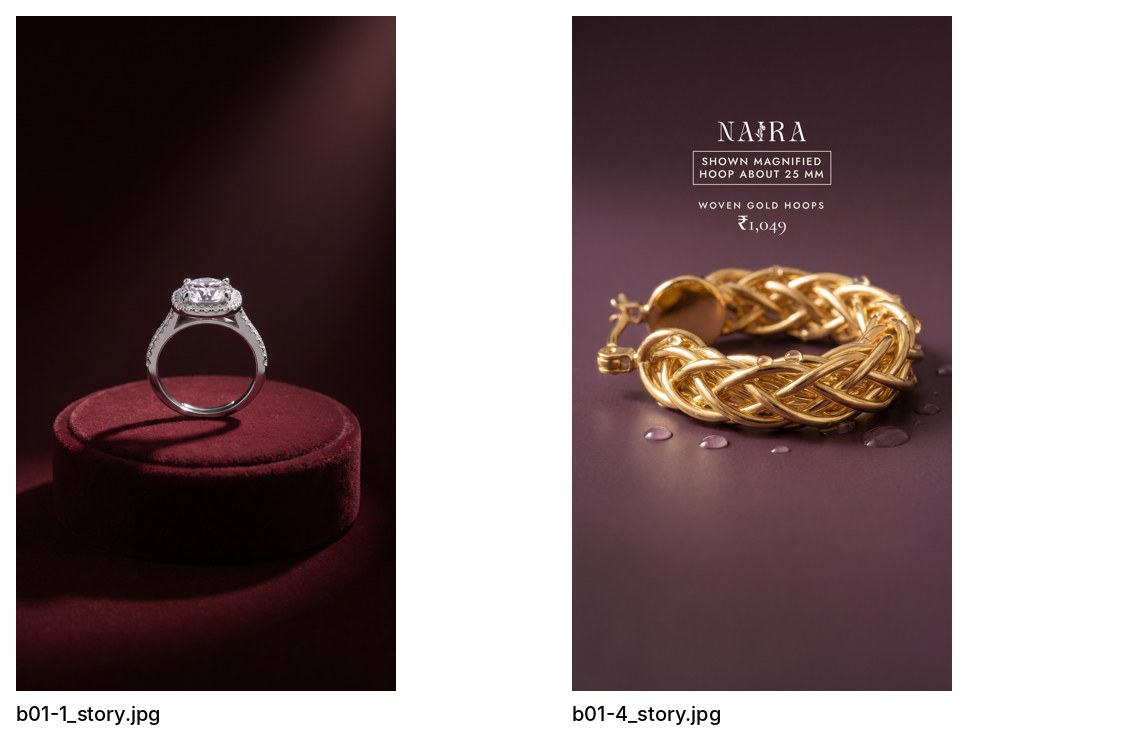 NAIRA
SHOWN MAGNIFIED
HOOP ABOUT 25 MM
WOVEN GOLD HOOPS
₹1,049
b01-1_story.jpg
b01-4_story.jpg